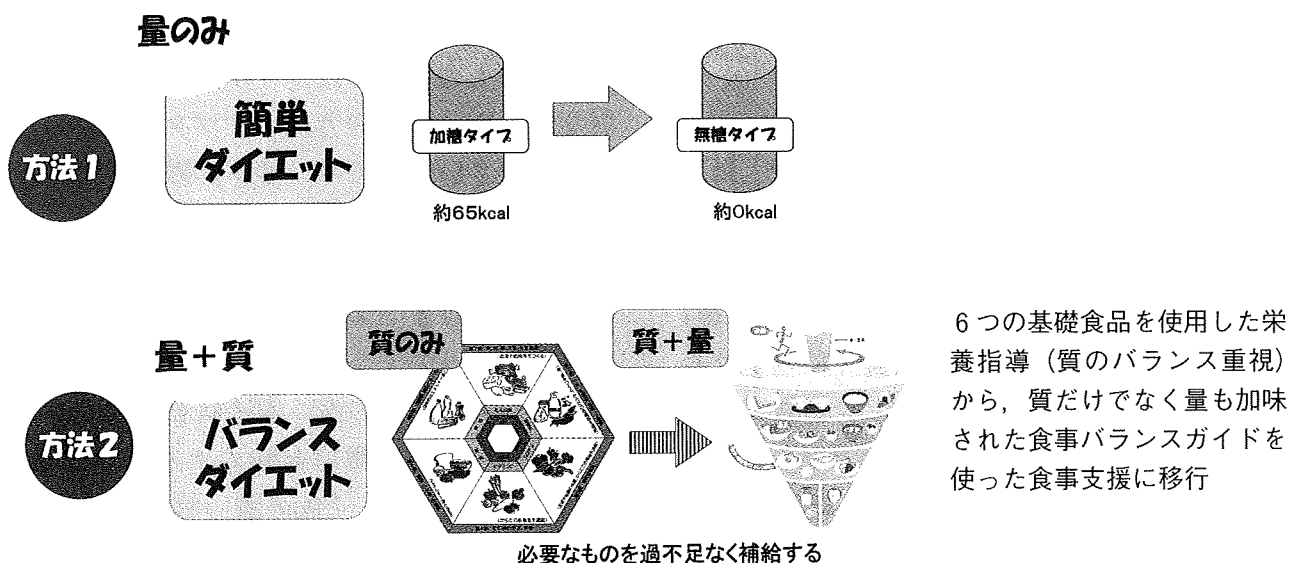 量のみ
方法1
簡単
ダイエット
加糖タイプ
無糖タイプ
約65kcal
約0kcal
量+質
方法2
バランス
ダイエット
質のみ
質+量
必要なものを過不足なく補給する
6つの基礎食品を使用した栄
養指導(質のバランス重視)
から,質だけでなく量も加味
された食事バランスガイドを
使った食事支援に移行